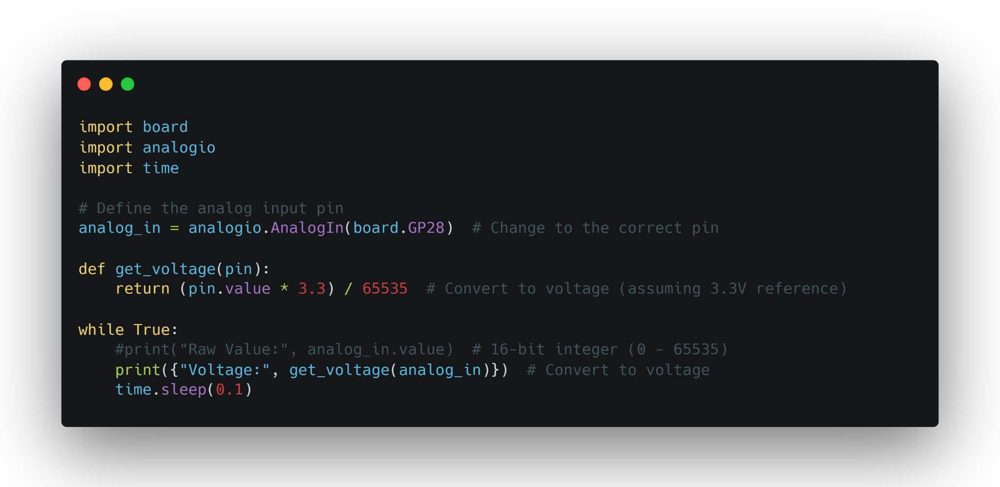 import board
import analogio
import time
# Define the analog input pin
analog_in = analogio.AnalogIn(board.GP28)  # Change to the correct pin
def get_voltage(pin):
    return (pin.value * 3.3) / 65535  # Convert to voltage (assuming 3.3V reference)
while True:
    #print("Raw Value:", analog_in.value)  # 16-bit integer (0 - 65535)
    print({"Voltage:", get_voltage(analog_in)})  # Convert to voltage
    time.sleep(0.1)